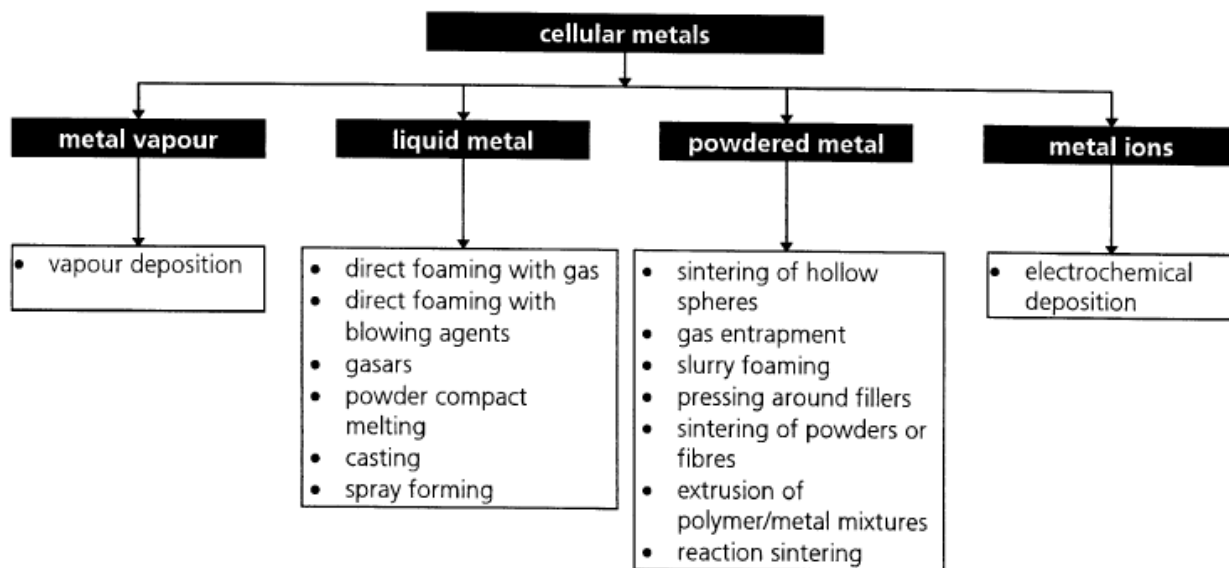 cellular metals
metal vapour
liquid metal
powdered metal
metal ions
• vapour deposition
• direct foaming with gas
• direct foaming with
blowing agents
• gasars
• powder compact
melting
• casting
• spray forming
• sintering of hollow
spheres
• gas entrapment
• slurry foaming
• pressing around fillers
• sintering of powders or
fibres
• extrusion of
polymer/metal mixtures
• reaction sintering
• electrochemical
deposition